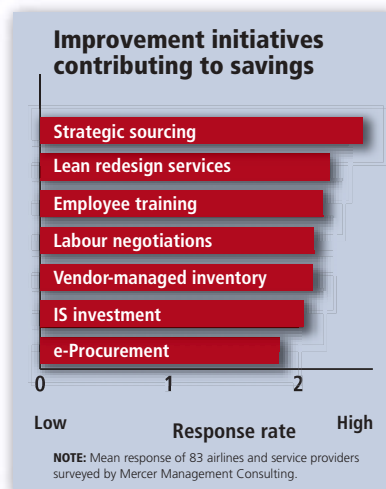 Improvement initiatives
contributing to savings
Strategic sourcing
Lean redesign services
Employee training
Labour negotiations
Vendor-managed inventory
IS investment
e-Procurement
0 1 2
Low Response rate High
NOTE: Mean response of 83 airlines and service providers
surveyed by Mercer Management Consulting.